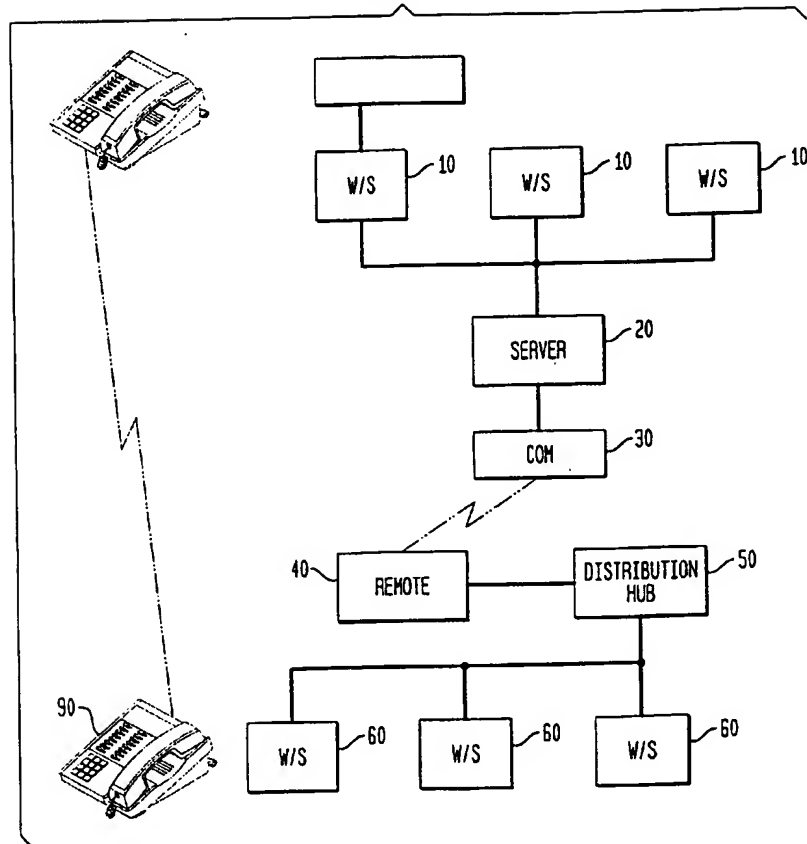 10
10
10
W/S
W/S
W/S
20
SERVER
30
COM
40
REMOTE
50
DISTRIBUTION
HUB
90
60
60
60
W/S
W/S
W/S